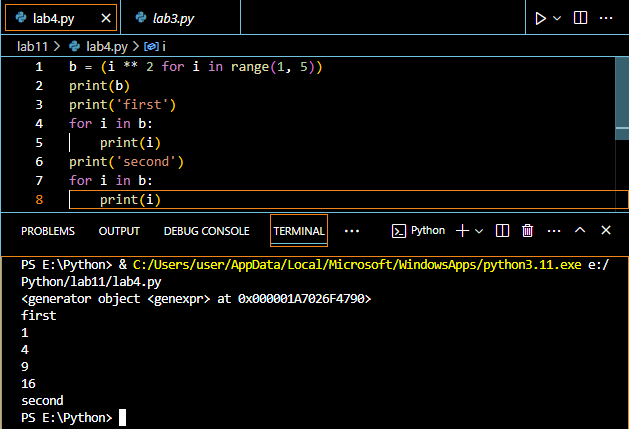 lab4.py × lab3.py
lab11 > lab4.py > i
1 b = (i ** 2 for i in range(1, 5))
2 print(b)
3 print('first')
4 for i in b:
5     print(i)
6 print('second')
7 for i in b:
8     print(i)
PROBLEMS OUTPUT DEBUG CONSOLE TERMINAL ··· Python
PS E:\Python> & C:/Users/user/AppData/Local/Microsoft/WindowsApps/python3.11.exe e:/
Python/lab11/lab4.py
<generator object <genexpr> at 0x000001A7026F4790>
first
1
4
9
16
second
PS E:\Python>